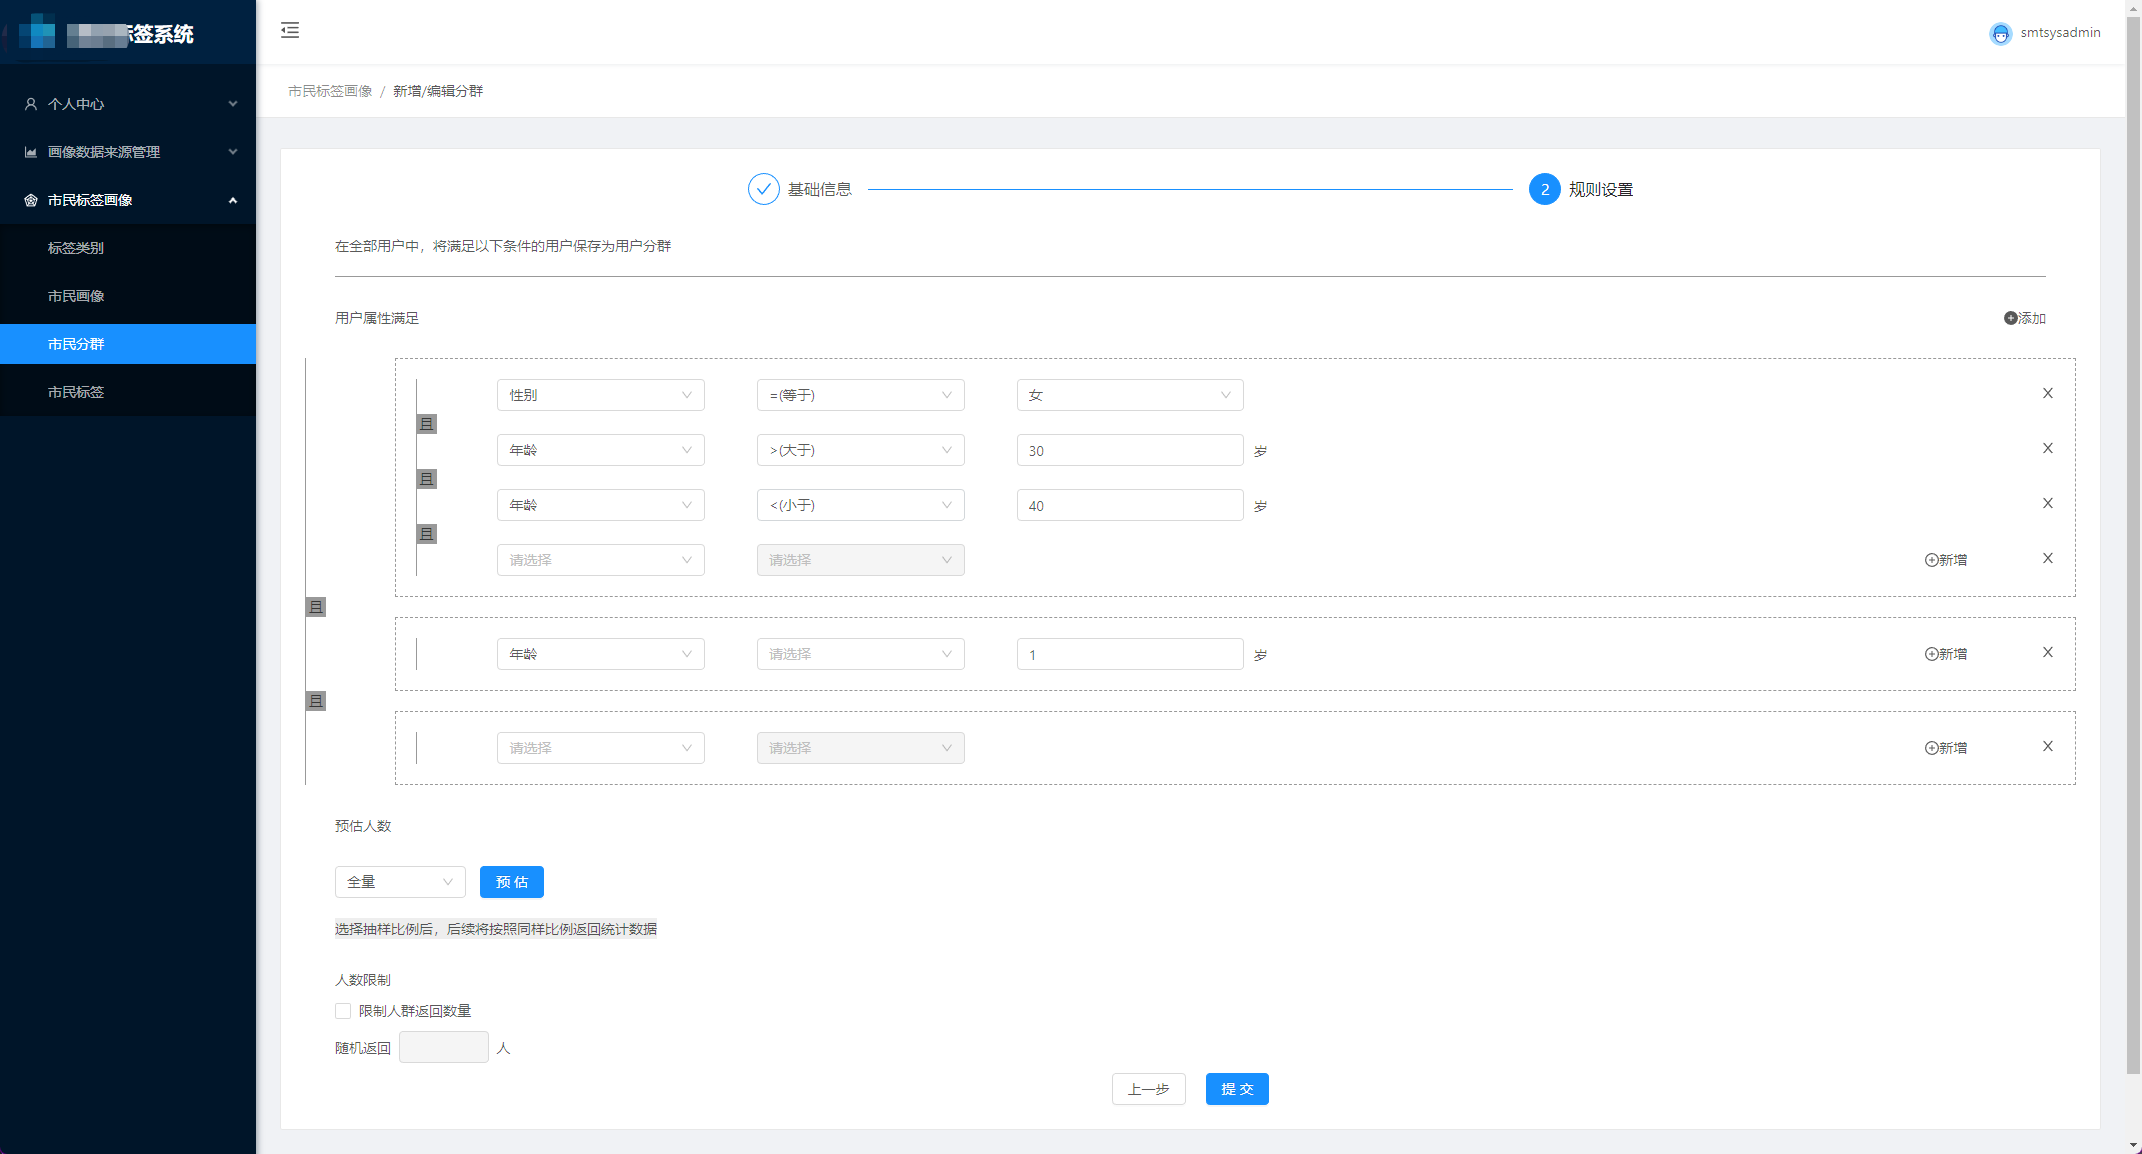 签系统
smtsysadmin
市民标签画像 / 新增/编辑分群
个人中心
画像数据来源管理
市民标签画像
标签类别
市民画像
市民分群
市民标签
基础信息
2 规则设置
在全部用户中，将满足以下条件的用户保存为用户分群
用户属性满足
添加
性别 =(等于) 女 X
且
年龄 >(大于) 30 岁 X
且
年龄 <(小于) 40 岁 X
且
请选择 请选择 新增 X
且
年龄 请选择 1 岁 新增 X
且
请选择 请选择 新增 X
预估人数
全量 预 估
选择抽样比例后，后续将按照同样比例返回统计数据
人数限制
限制人群返回数量
随机返回 人
上一步 提 交